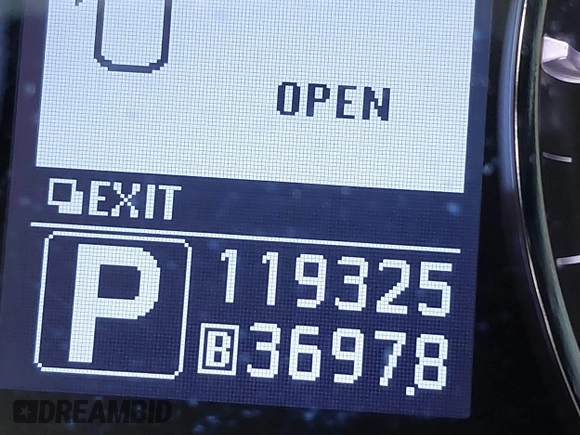 OPEN
EXIT
P
119325
B 3697.8
DREAMBID